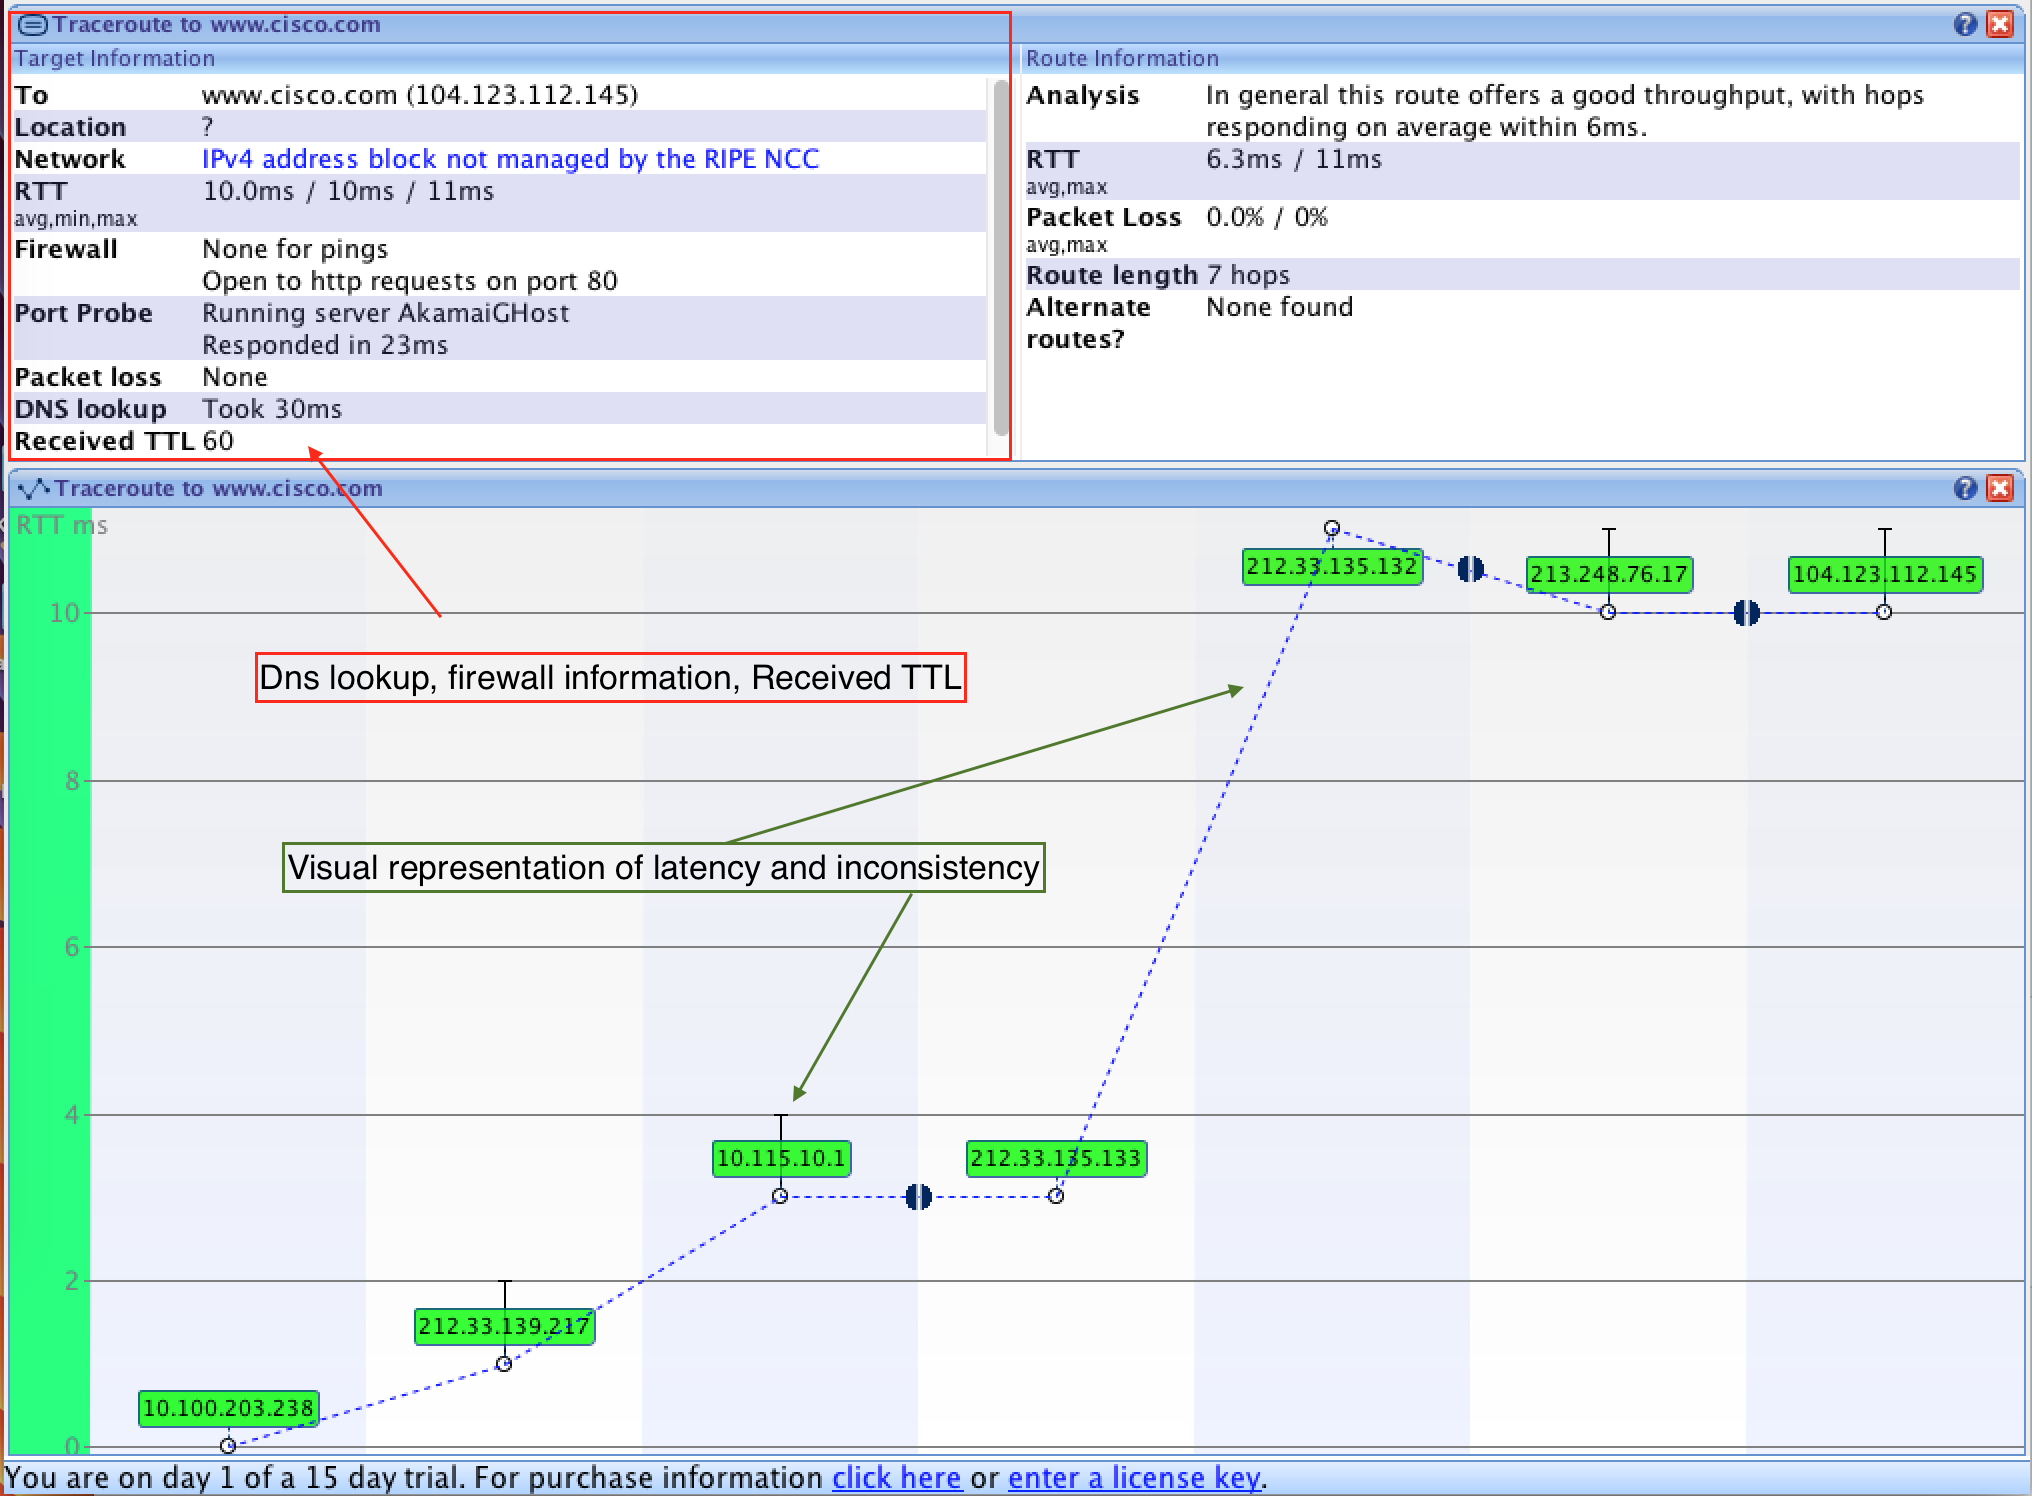 Traceroute to www.cisco.com
Target Information
To www.cisco.com (104.123.112.145)
Location ?
Network IPv4 address block not managed by the RIPE NCC
RTT 10.0ms / 10ms / 11ms
avg,min,max
Firewall None for pings
Open to http requests on port 80
Port Probe Running server AkamaiGHost
Responded in 23ms
Packet loss None
DNS lookup Took 30ms
Received TTL 60
Route Information
Analysis In general this route offers a good throughput, with hops
responding on average within 6ms.
RTT 6.3ms / 11ms
avg,max
Packet Loss 0.0% / 0%
avg,max
Route length 7 hops
Alternate None found
routes?
Traceroute to www.cisco.com
RTT ms
212.33.135.132
213.248.76.17
104.123.112.145
10
Dns lookup, firewall information, Received TTL
8
Visual representation of latency and inconsistency
6
4
10.115.10.1
212.33.135.133
2
212.33.139.217
10.100.203.238
0
You are on day 1 of a 15 day trial. For purchase information click here or enter a license key.